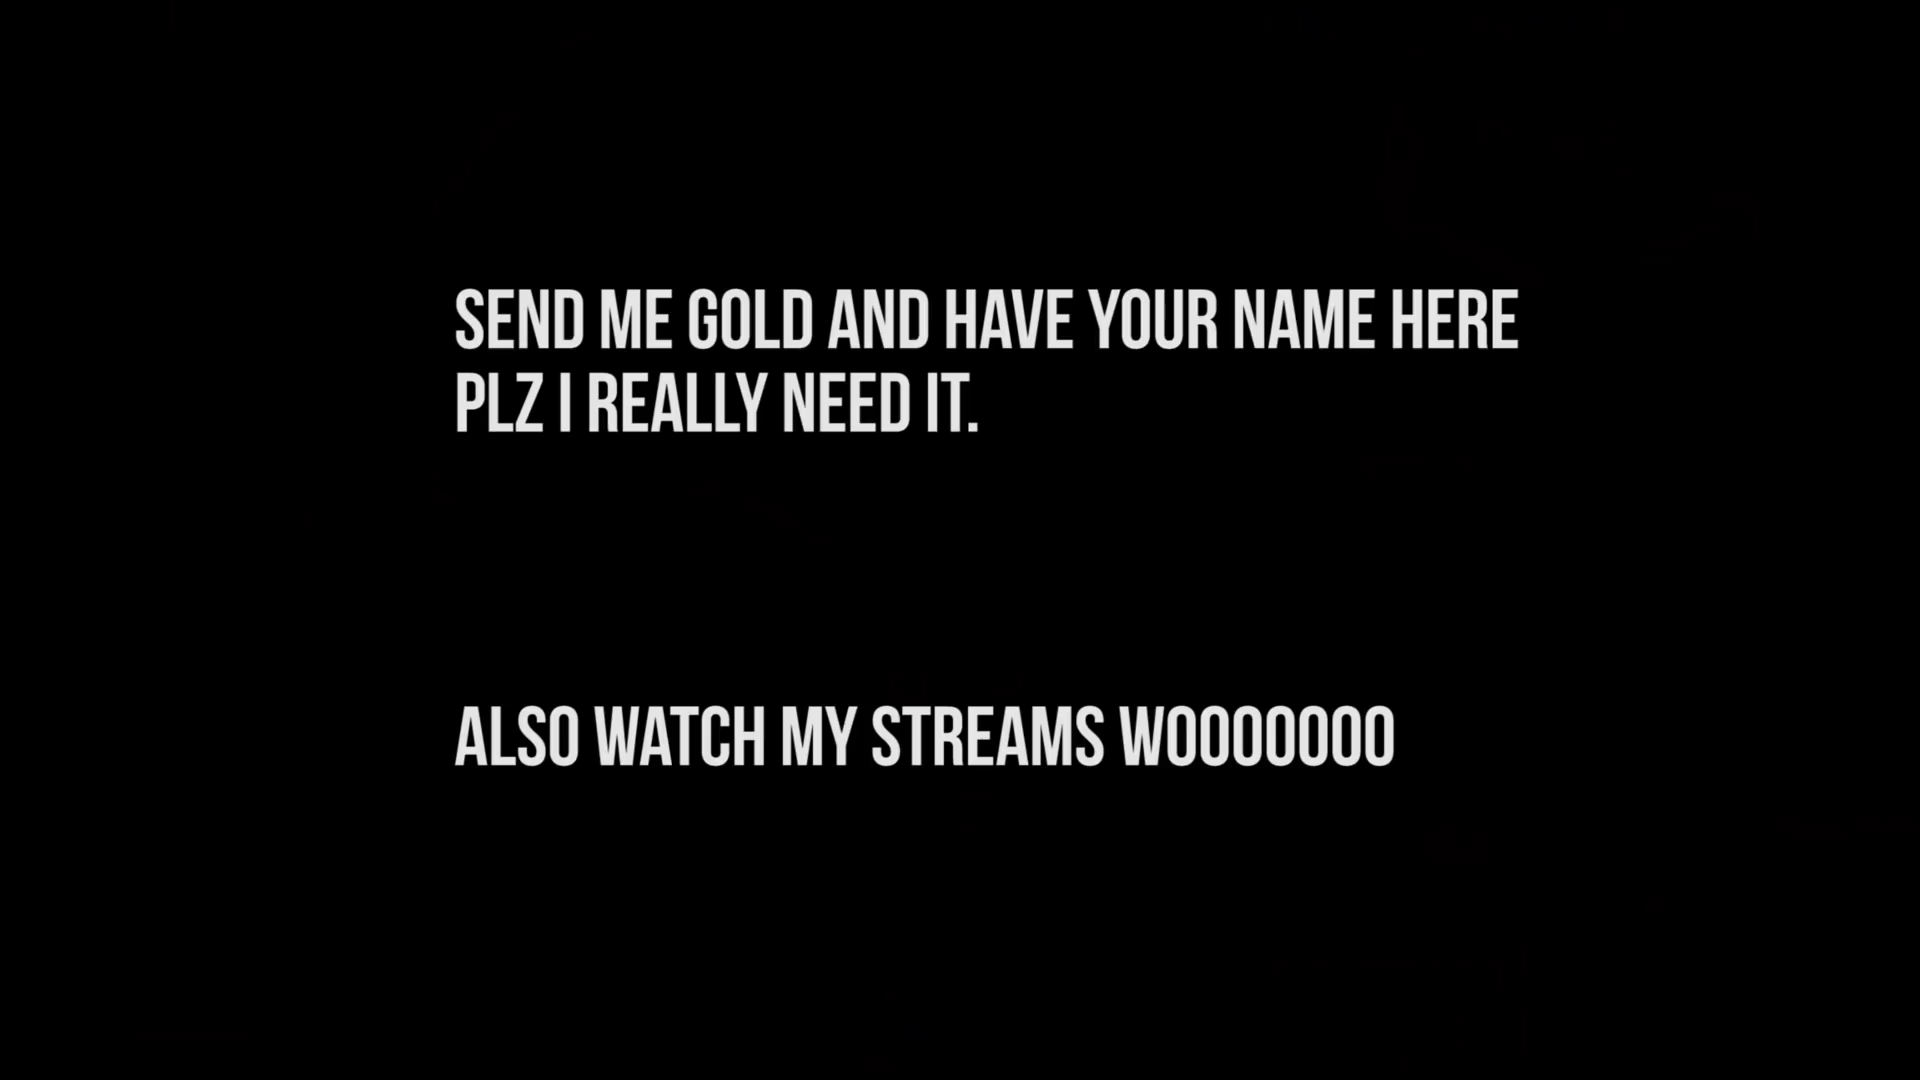 SEND ME GOLD AND HAVE YOUR NAME HERE
PLZ I REALLY NEED IT.
ALSO WATCH MY STREAMS WOOOOOOO